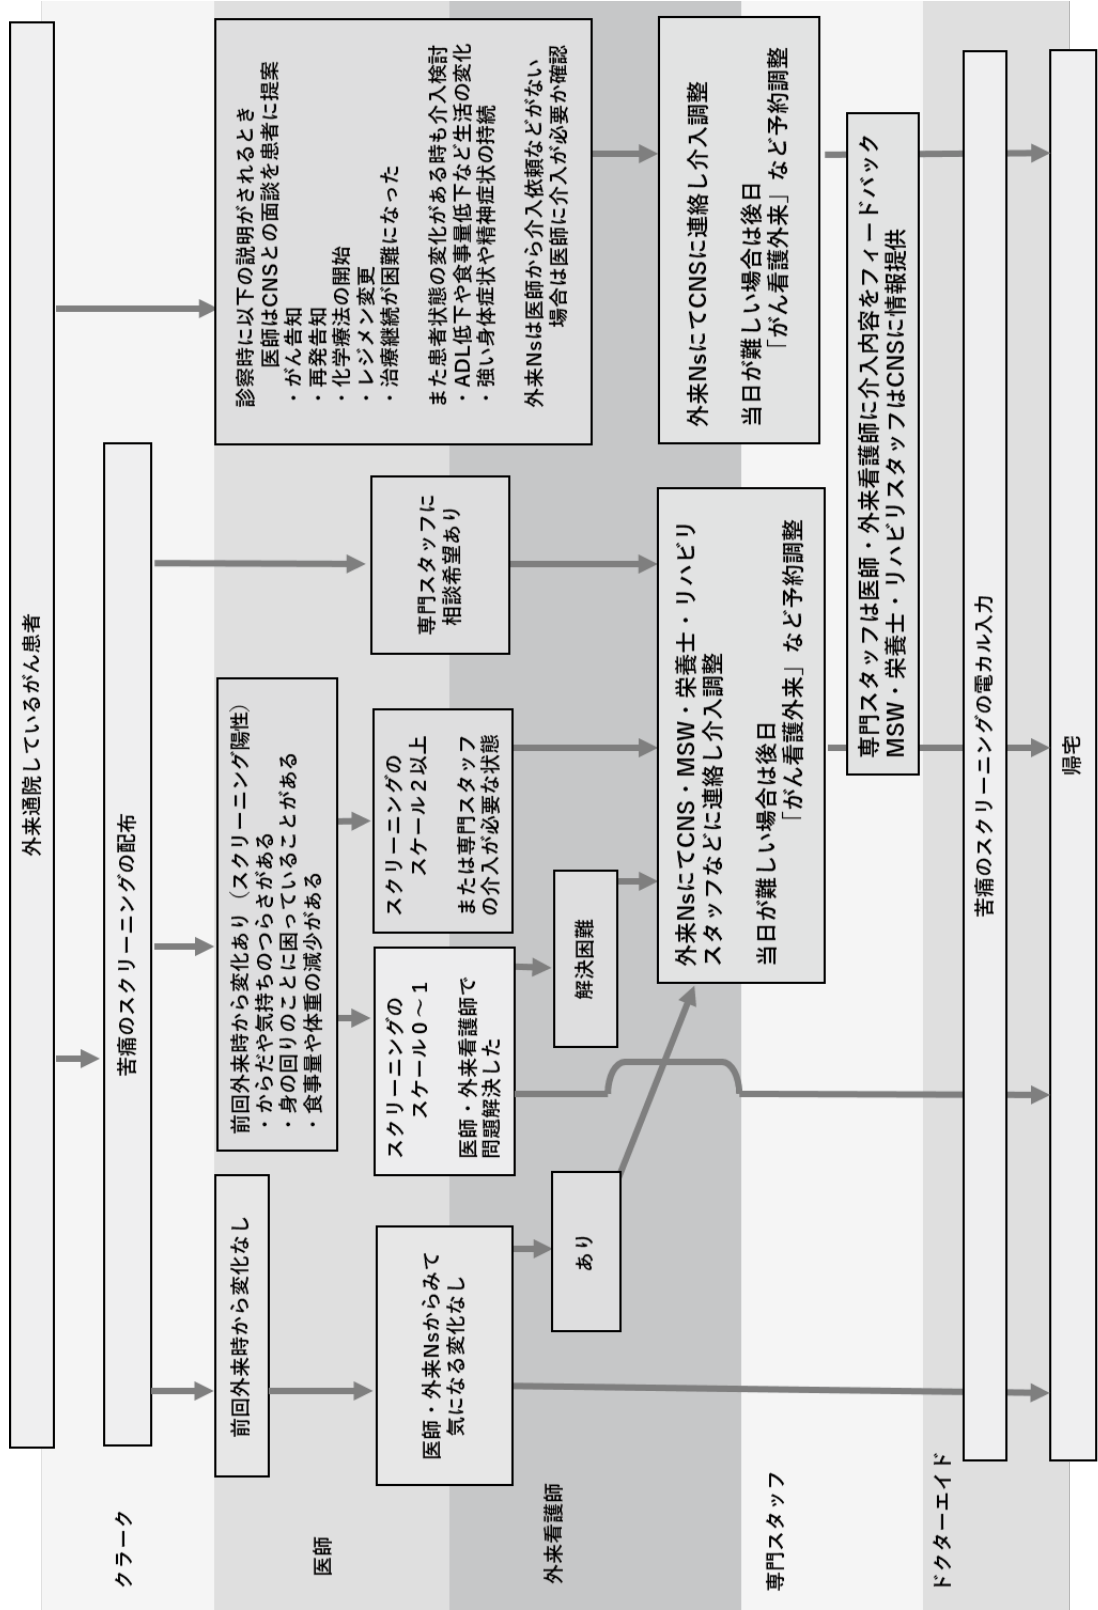 外来通院しているがん患者
クラーク
苦痛のスクリーニングの配布
医師
前回外来時から変化なし
前回外来時から変化あり（スクリーニング陽性）
・からだや気持ちのつらさがある
・身の回りのことに困っていることがある
・食事量や体重の減少がある
診察時に以下の説明がされるとき
医師はCNSとの面談を患者に提案
・がん告知
・再発告知
・化学療法の開始
・レジメン変更
・治療継続が困難になった
また患者状態の変化がある時も介入検討
・ADL低下や食事量低下など生活の変化
・強い身体症状や精神症状の持続
外来Nsは医師から介入依頼などがない
場合は医師に介入が必要か確認
医師・外来Nsからみて
気になる変化なし
スクリーニングの
スケール０～１
医師・外来看護師で
問題解決した
スクリーニングの
スケール２以上
または専門スタッフ
の介入が必要な状態
専門スタッフに
相談希望あり
外来看護師
あり
解決困難
外来NsにてCNS・MSW・栄養士・リハビリ
スタッフなどに連絡し介入調整
当日が難しい場合は後日
「がん看護外来」など予約調整
外来NsにてCNSに連絡し介入調整
当日が難しい場合は後日
「がん看護外来」など予約調整
専門スタッフ
専門スタッフは医師・外来看護師に介入内容をフィードバック
MSW・栄養士・リハビリスタッフはCNSに情報提供
ドクターエイド
苦痛のスクリーニングの電カル入力
帰宅